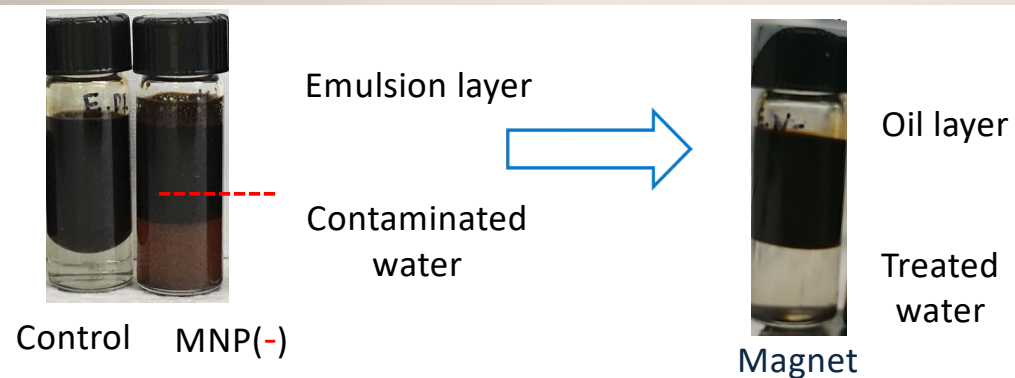 E.M
Emulsion layer
Contaminated
water
Control
MNP(-)
Oil layer
Treated
water
Magnet